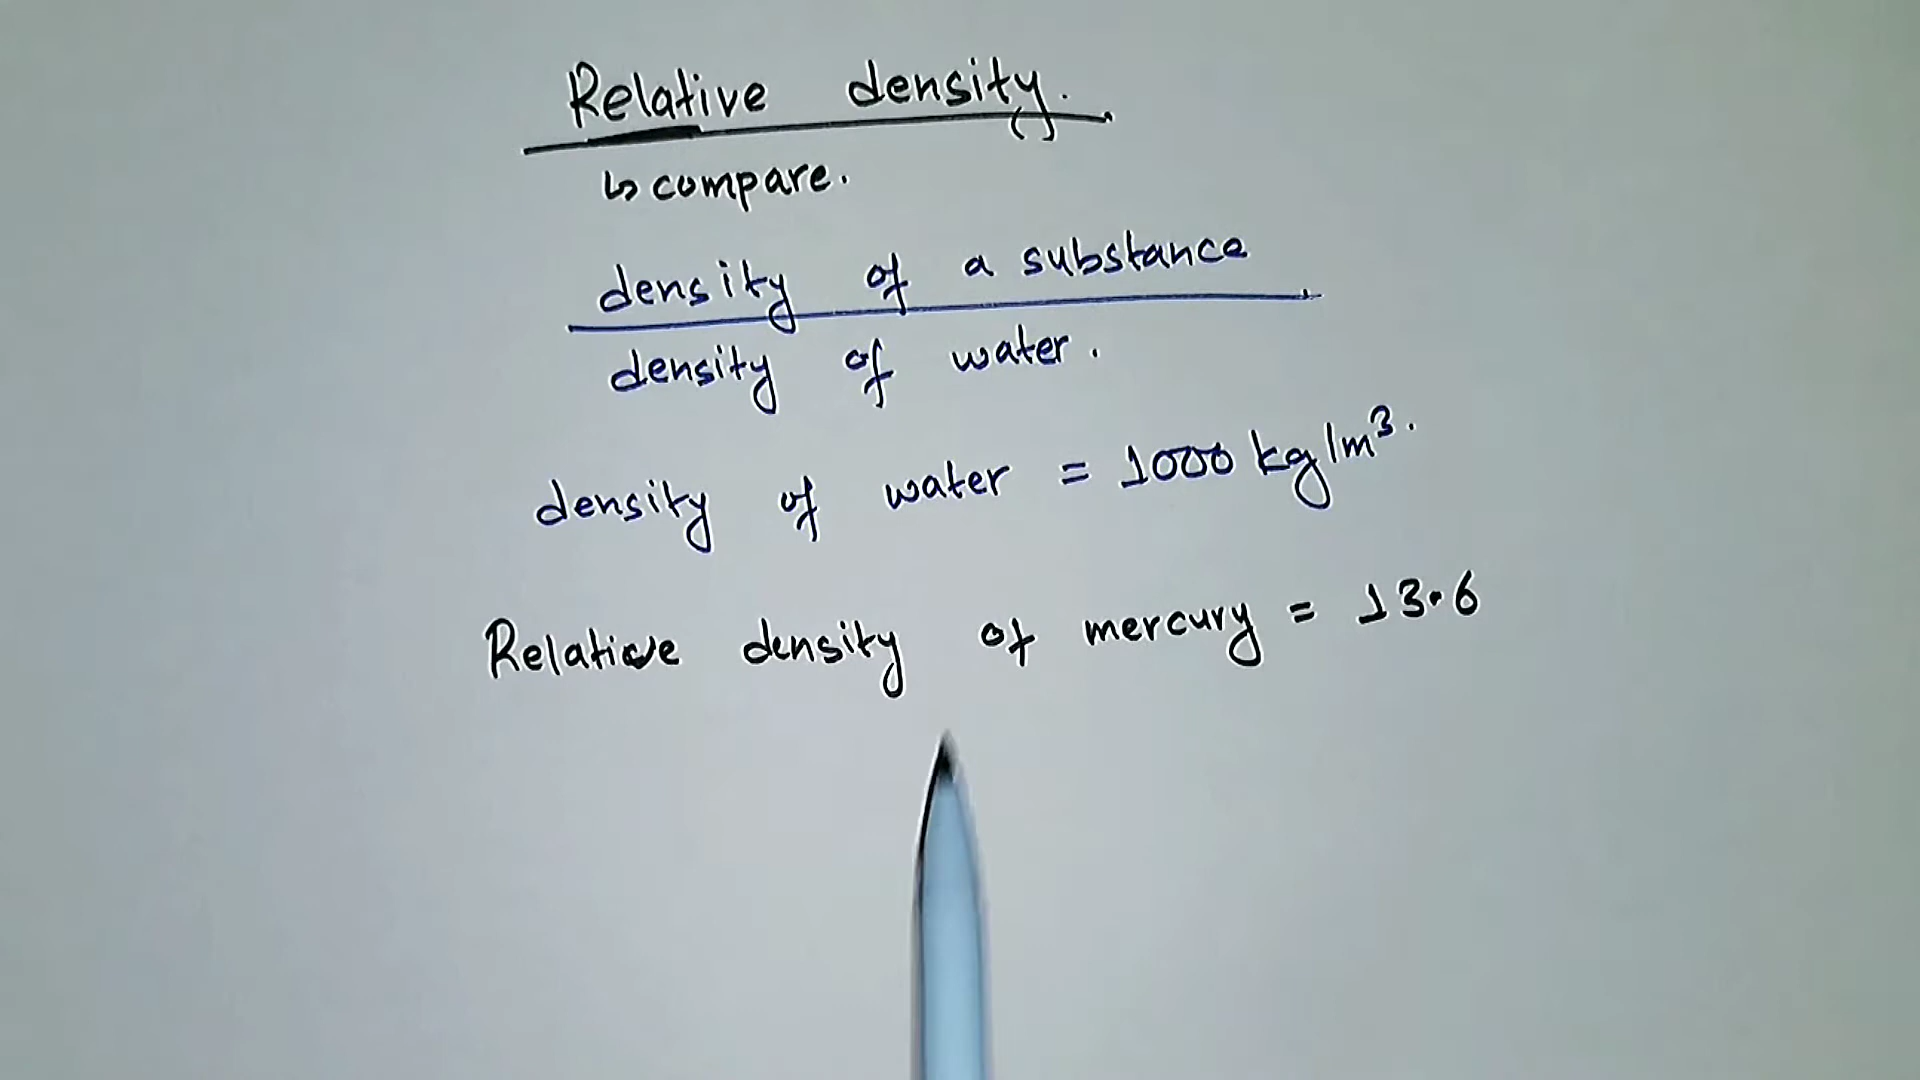 Relative density.
↳ compare.
density of a substance
density of water.
density of water = 1000 kg/m³.
Relative density of mercury = 13.6